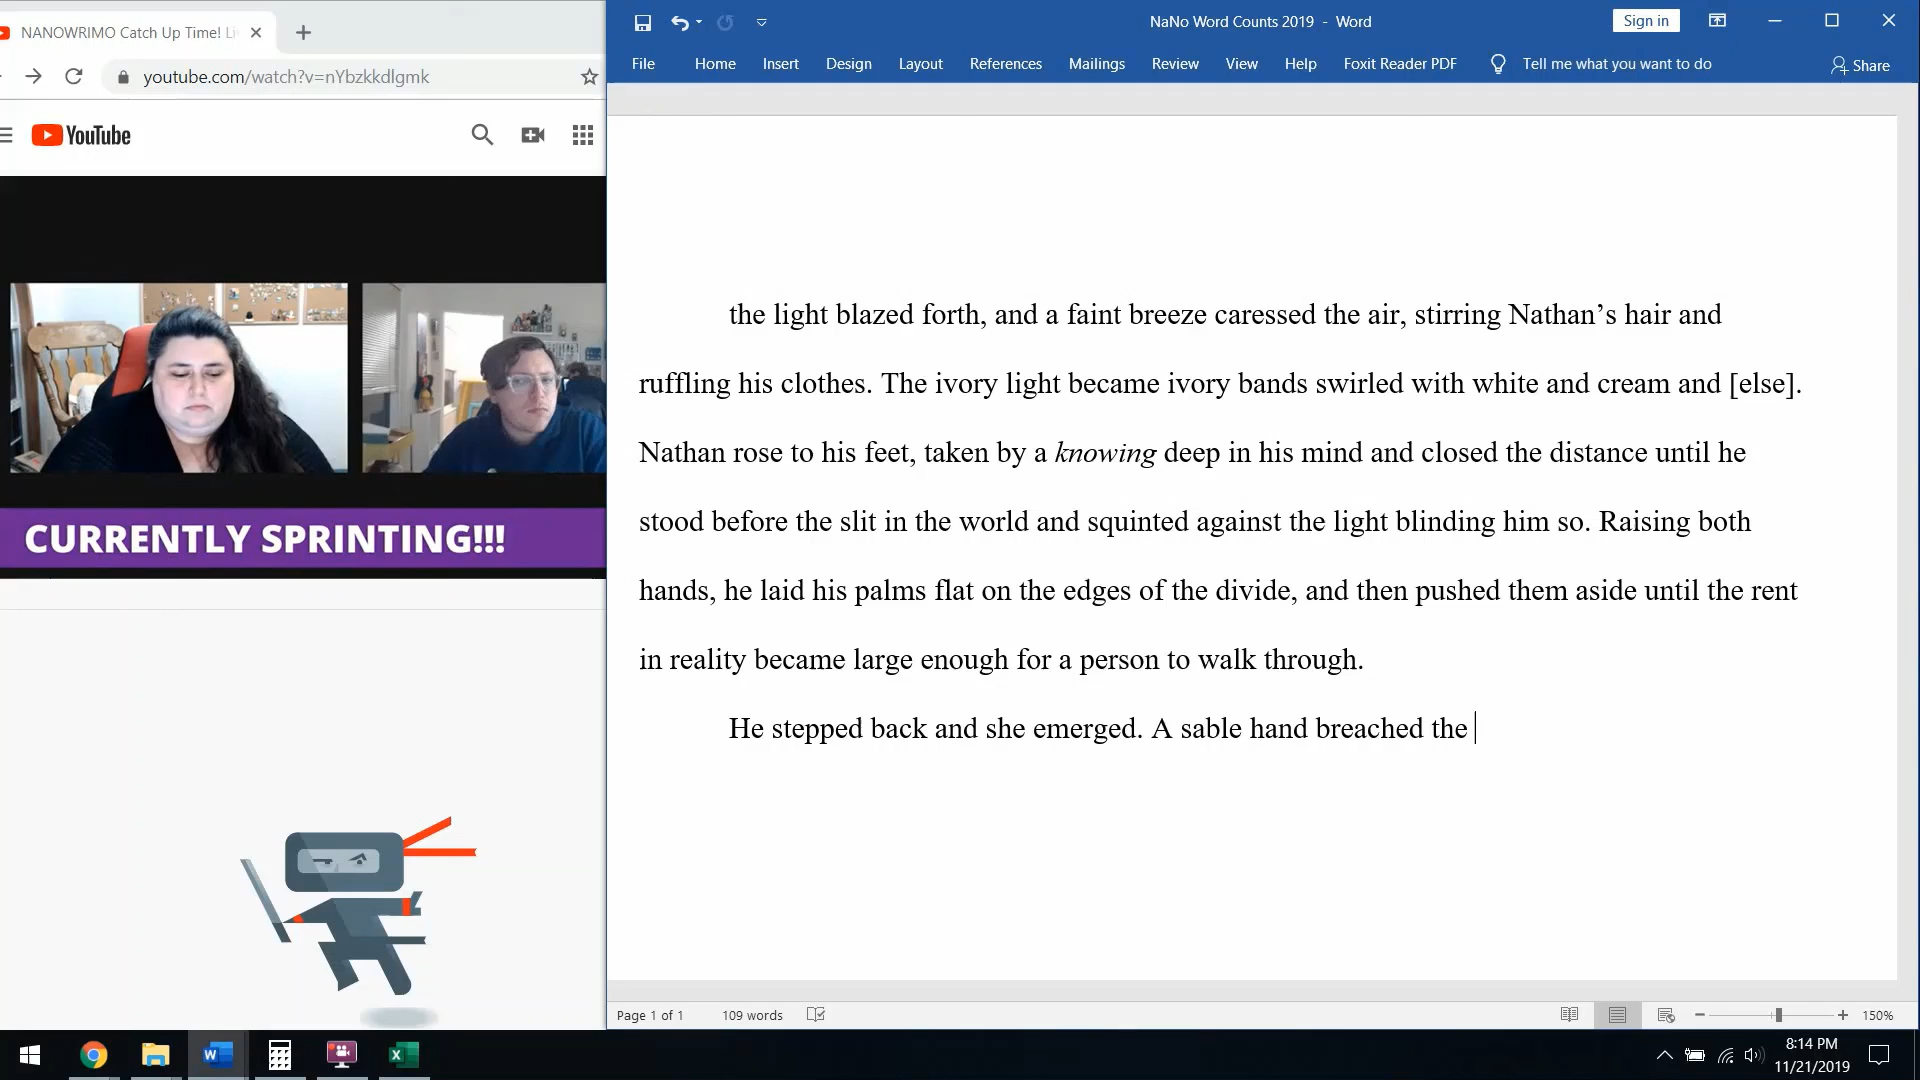 NANOWRIMO Catch Up Time! Li
youtube.com/watch?v=nYbzkkdlgmk
YouTube
CURRENTLY SPRINTING!!!
NaNo Word Counts 2019 - Word
Sign in
File Home Insert Design Layout References Mailings Review View Help Foxit Reader PDF Tell me what you want to do Share
the light blazed forth, and a faint breeze caressed the air, stirring Nathan’s hair and
ruffling his clothes. The ivory light became ivory bands swirled with white and cream and [else].
Nathan rose to his feet, taken by a knowing deep in his mind and closed the distance until he
stood before the slit in the world and squinted against the light blinding him so. Raising both
hands, he laid his palms flat on the edges of the divide, and then pushed them aside until the rent
in reality became large enough for a person to walk through.
He stepped back and she emerged. A sable hand breached the
Page 1 of 1 109 words 150%
8:14 PM
11/21/2019